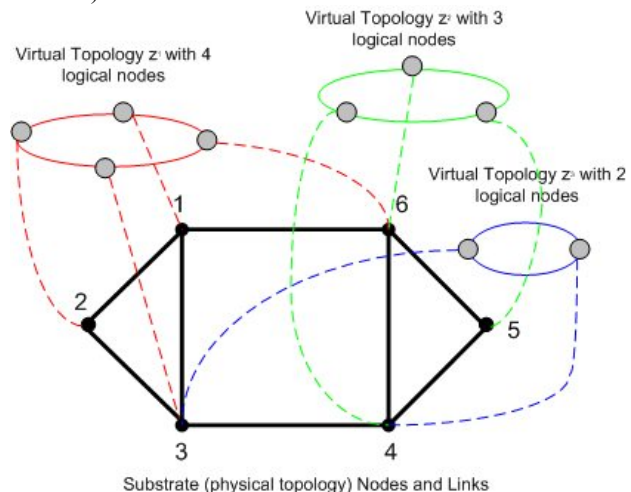 Virtual Topology z¹ with 4
logical nodes
Virtual Topology z² with 3
logical nodes
Virtual Topology z³ with 2
logical nodes
1
6
2
5
3
4
Substrate (physical topology) Nodes and Links